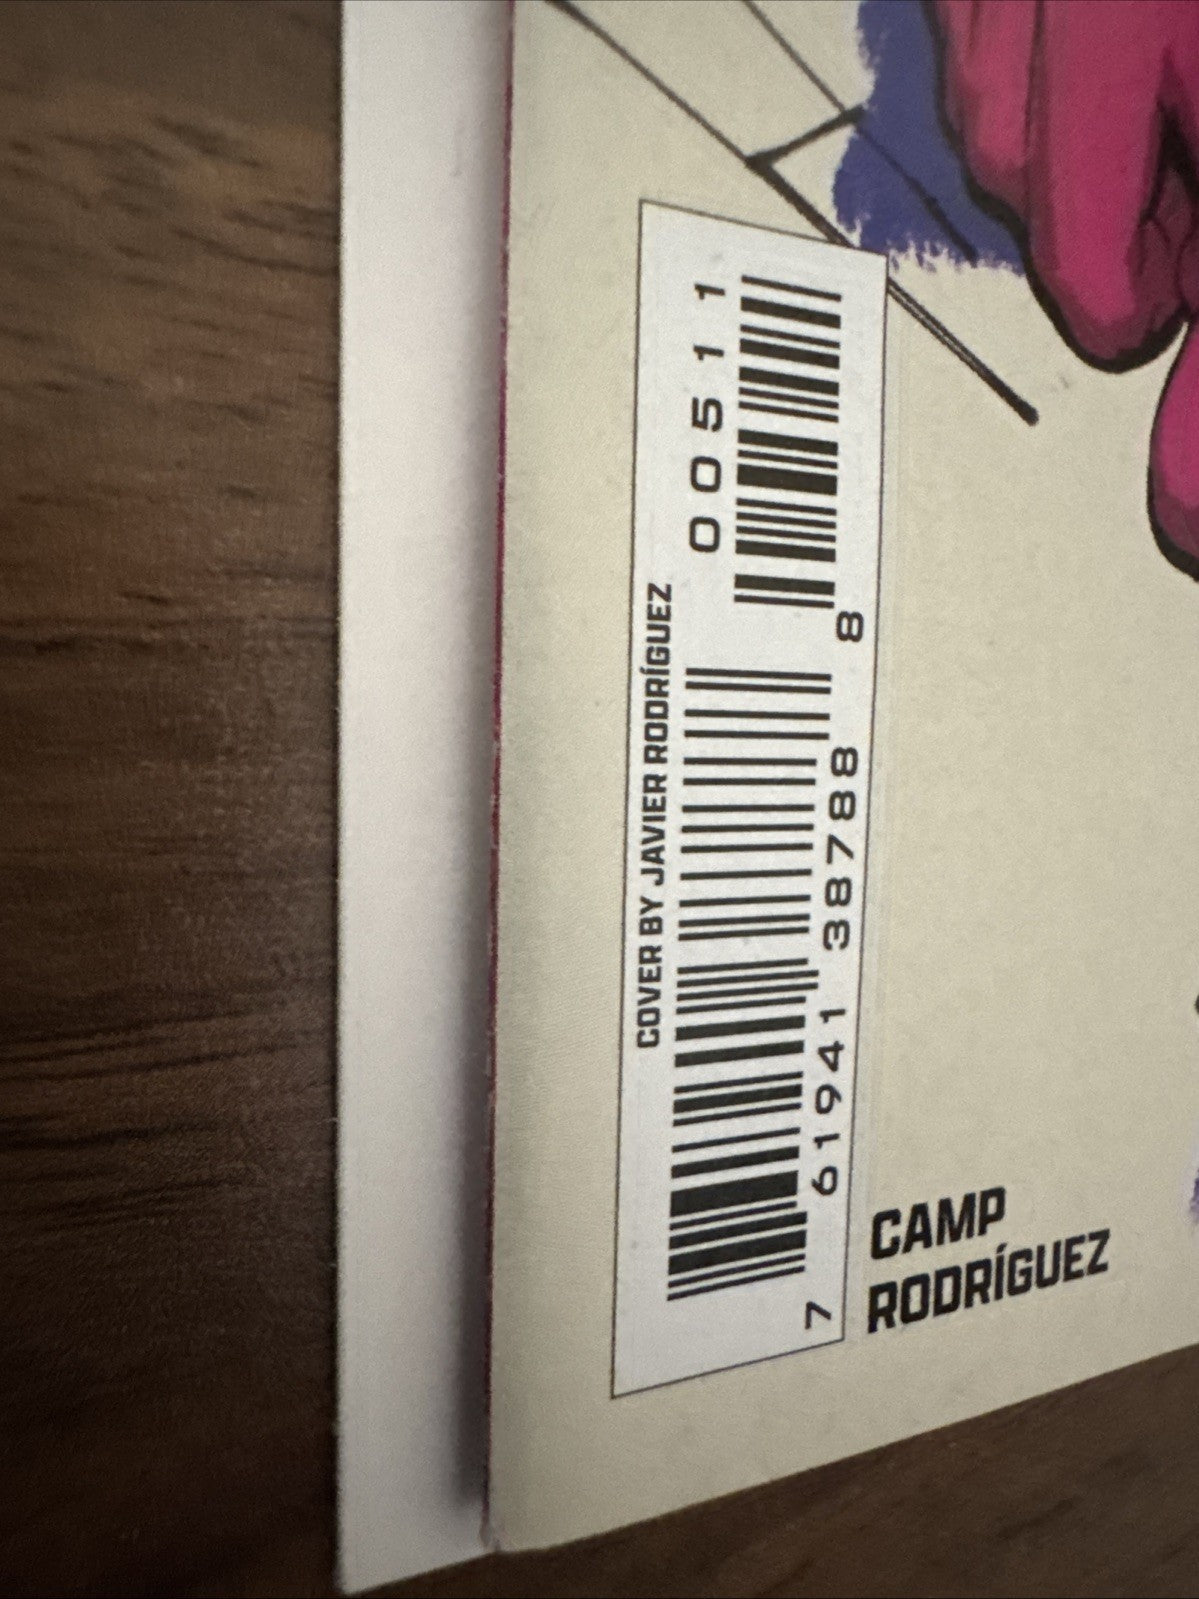 COVER BY JAVIER RODRÍGUEZ
00511
7 61941 38788 8
CAMP
RODRÍGUEZ